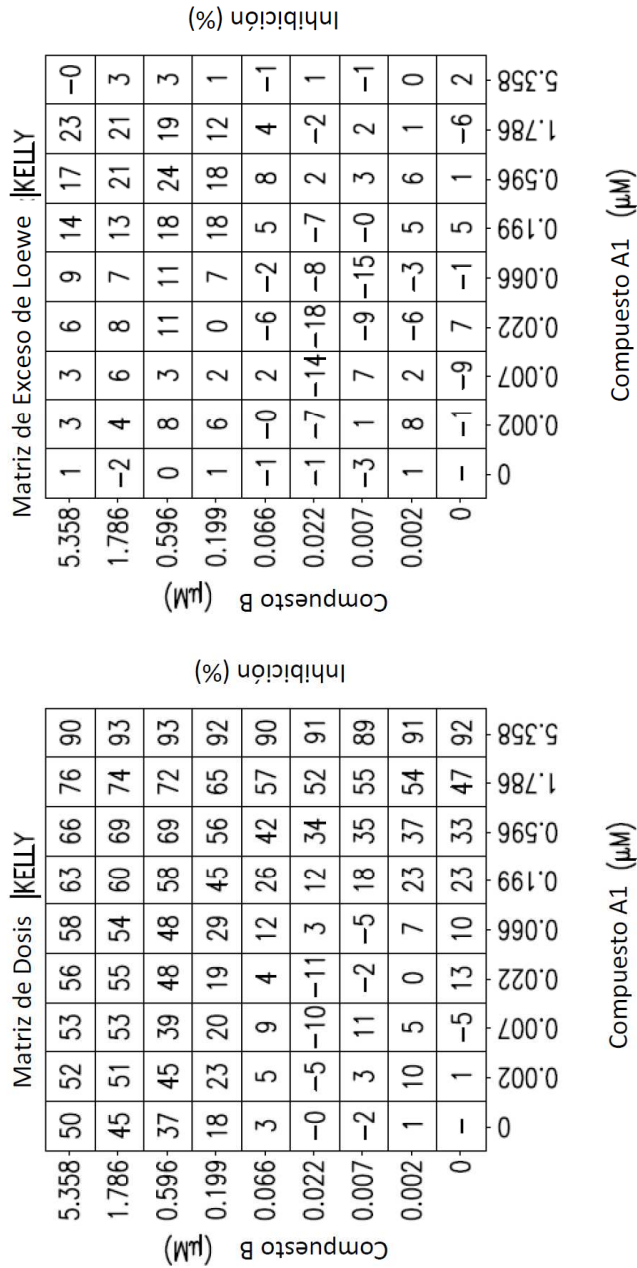 Matriz de Dosis |KELLY
Compuesto B (µM)
5.358 50 52 53 56 58 63 66 76 90
1.786 45 51 53 55 54 60 69 74 93
0.596 37 45 39 48 48 58 69 72 93
0.199 18 23 20 19 29 45 56 65 92
0.066 3 5 9 4 12 26 42 57 90
0.022 -0 -5 -10 -11 3 12 34 52 91
0.007 -2 3 11 -2 -5 18 35 55 89
0.002 1 10 5 0 7 23 37 54 91
0 - 1 -5 13 10 23 33 47 92
0 0.002 0.007 0.022 0.066 0.199 0.596 1.786 5.358
Compuesto A1 (µM)
Inhibición (%)
Matriz de Exceso de Loewe :|KELLY
Compuesto B (µM)
5.358 1 3 3 6 9 14 17 23 -0
1.786 -2 4 6 8 7 13 21 21 3
0.596 0 8 3 11 11 18 24 19 3
0.199 1 6 2 0 7 18 18 12 1
0.066 -1 -0 2 -6 -2 5 8 4 -1
0.022 -1 -7 -14 -18 -8 -7 2 -2 1
0.007 -3 1 7 -9 -15 -0 3 2 -1
0.002 1 8 2 -6 -3 5 6 1 0
0 - -1 -9 7 -1 5 1 -6 2
0 0.002 0.007 0.022 0.066 0.199 0.596 1.786 5.358
Compuesto A1 (µM)
Inhibición (%)